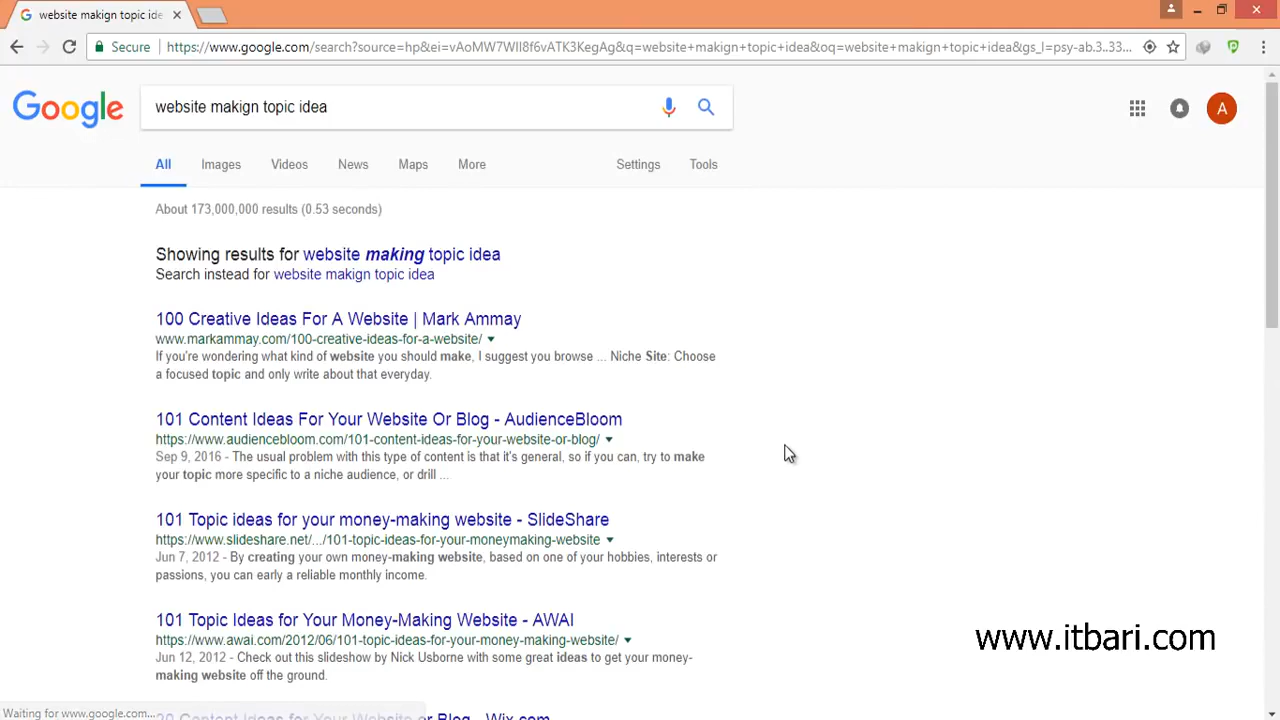 website makign topic ide
Secure
https://www.google.com/search?source=hp&ei=vAoMW7WII8f6vATK3KegAg&q=website+makign+topic+idea&oq=website+makign+topic+idea&gs_l=psy-ab.3..33...
Google
website makign topic idea
A
All
Images
Videos
News
Maps
More
Settings
Tools
About 173,000,000 results (0.53 seconds)
Showing results for website making topic idea
Search instead for website makign topic idea
100 Creative Ideas For A Website | Mark Ammay
www.markammay.com/100-creative-ideas-for-a-website/
If you're wondering what kind of website you should make, I suggest you browse ... Niche Site: Choose
a focused topic and only write about that everyday.
101 Content Ideas For Your Website Or Blog - AudienceBloom
https://www.audiencebloom.com/101-content-ideas-for-your-website-or-blog/
Sep 9, 2016 - The usual problem with this type of content is that it's general, so if you can, try to make
your topic more specific to a niche audience, or drill ...
101 Topic ideas for your money-making website - SlideShare
https://www.slideshare.net/.../101-topic-ideas-for-your-moneymaking-website
Jun 7, 2012 - By creating your own money-making website, based on one of your hobbies, interests or
passions, you can early a reliable monthly income.
101 Topic Ideas for Your Money-Making Website - AWAI
https://www.awai.com/2012/06/101-topic-ideas-for-your-money-making-website/
Jun 12, 2012 - Check out this slideshow by Nick Usborne with some great ideas to get your money-
making website off the ground.
www.itbari.com
Waiting for www.google.com...
20 Content Ideas for Your Website or Blog - Wix.com